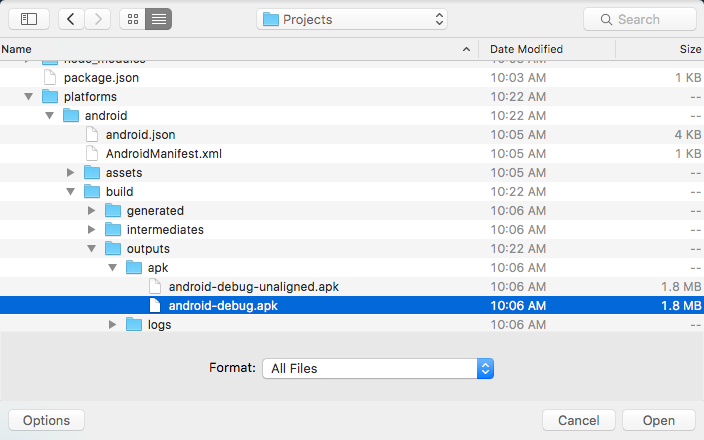 Projects
Search
Name Date Modified Size
node_modules 10:03 AM --
package.json 10:03 AM 1 KB
platforms 10:22 AM --
android 10:22 AM --
android.json 10:05 AM 4 KB
AndroidManifest.xml 10:05 AM 1 KB
assets 10:05 AM --
build 10:22 AM --
generated 10:06 AM --
intermediates 10:06 AM --
outputs 10:22 AM --
apk 10:06 AM --
android-debug-unaligned.apk 10:06 AM 1.8 MB
android-debug.apk 10:06 AM 1.8 MB
logs 10:06 AM --
Format: All Files
Options Cancel Open